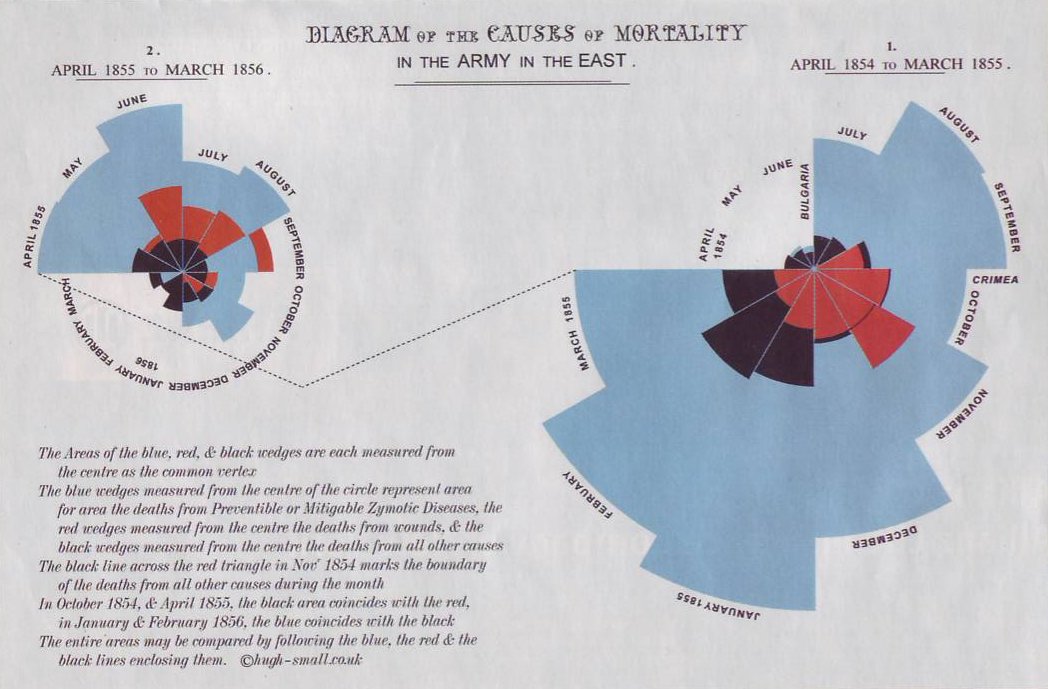 DIAGRAM OF THE CAUSES OF MORTALITY
IN THE ARMY IN THE EAST.
2.
APRIL 1855 TO MARCH 1856.
1.
APRIL 1854 TO MARCH 1855.
APRIL 1855
MAY
JUNE
JULY
AUGUST
SEPTEMBER
OCTOBER
NOVEMBER
DECEMBER
JANUARY
1856
FEBRUARY
MARCH
APRIL
1854
MAY
JUNE
BULGARIA
JULY
AUGUST
SEPTEMBER
CRIMEA
OCTOBER
NOVEMBER
DECEMBER
JANUARY 1855
FEBRUARY
MARCH 1855
The Areas of the blue, red, & black wedges are each measured from
the centre as the common vertex
The blue wedges measured from the centre of the circle represent area
for area the deaths from Preventible or Mitigable Zymotic Diseases, the
red wedges measured from the centre the deaths from wounds, & the
black wedges measured from the centre the deaths from all other causes
The black line across the red triangle in Nov' 1854 marks the boundary
of the deaths from all other causes during the month
In October 1854, & April 1855, the black area coincides with the red,
in January & February 1856, the blue coincides with the black
The entire areas may be compared by following the blue, the red & the
black lines enclosing them. ©hugh-small.co.uk